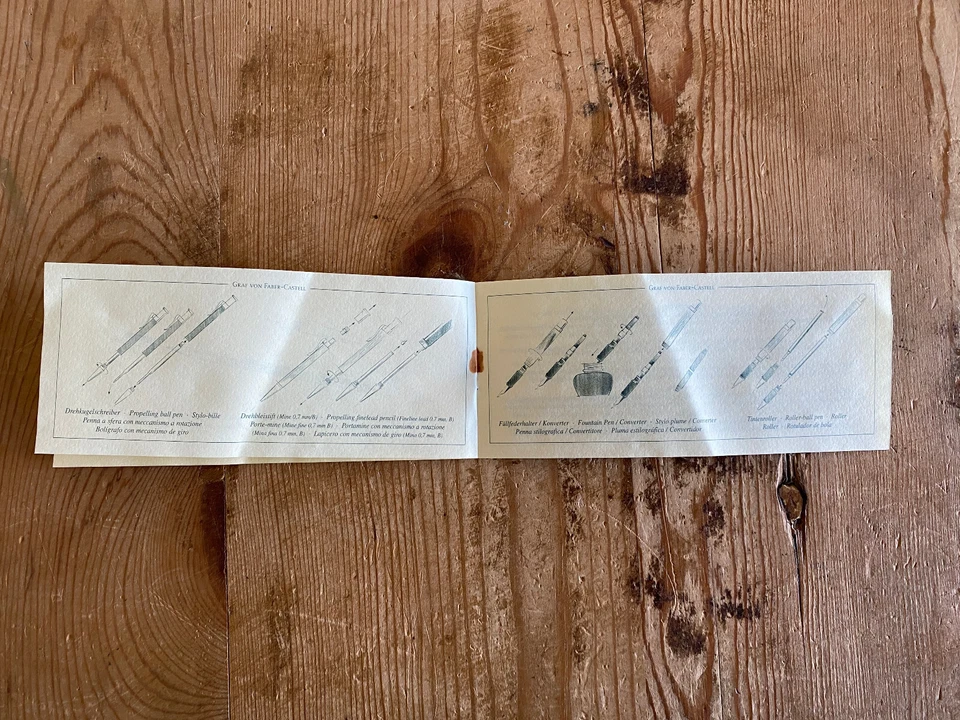 GRAF VON FABER-CASTELL
Drehkugelschreiber · Propelling ball pen · Stylo-bille
Penna a sfera con meccanismo a rotazione
Bolígrafo con mecanismo de giro
Drehbleistift (Mine 0,7 mm/B) · Propelling finelead pencil (Fineline lead 0,7 mm, B)
Porte-mine (Mine fine 0,7 mm B) · Portamine con meccanismo a rotazione
(Mina fine 0,7 mm, B) · Lapicero con mecanismo de giro (Mina 0,7 mm, B)
GRAF VON FABER-CASTELL
Füllfederhalter / Konverter · Fountain Pen / Converter · Stylo plume / Converter
Penna stilografica / Convertitore · Pluma estilográfica / Convertidor
Tintenroller · Roller-ball pen · Roller
Roller · Rotulador de bola